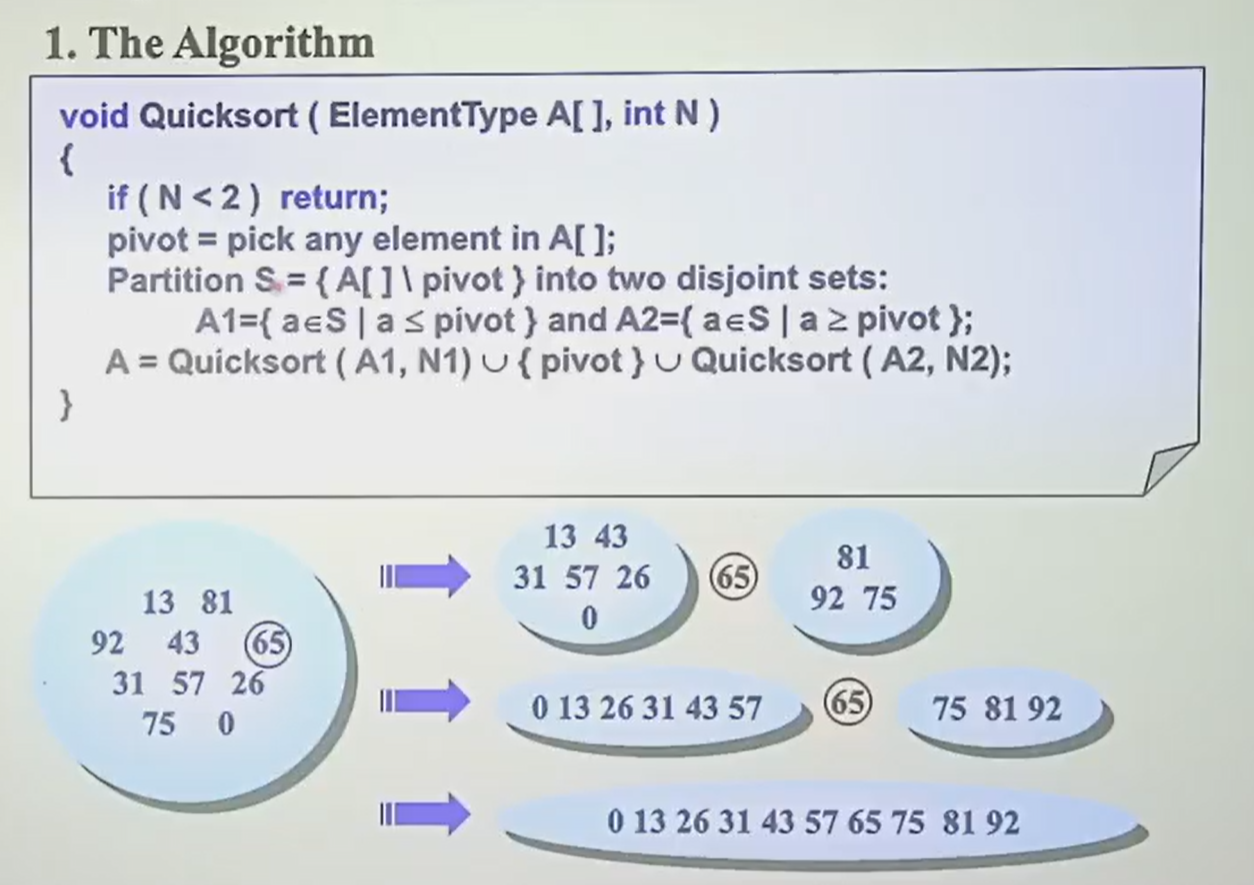 1. The Algorithm
void Quicksort ( ElementType A[ ], int N )
{
if ( N < 2 ) return;
pivot = pick any element in A[ ];
Partition S = { A[ ] \ pivot } into two disjoint sets:
A1={ a∈S | a ≤ pivot } and A2={ a∈S | a ≥ pivot };
A = Quicksort ( A1, N1) ∪ { pivot } ∪ Quicksort ( A2, N2);
}
13 81
92 43 65
31 57 26
75 0
13 43
31 57 26
0
65
81
92 75
0 13 26 31 43 57
65
75 81 92
0 13 26 31 43 57 65 75 81 92